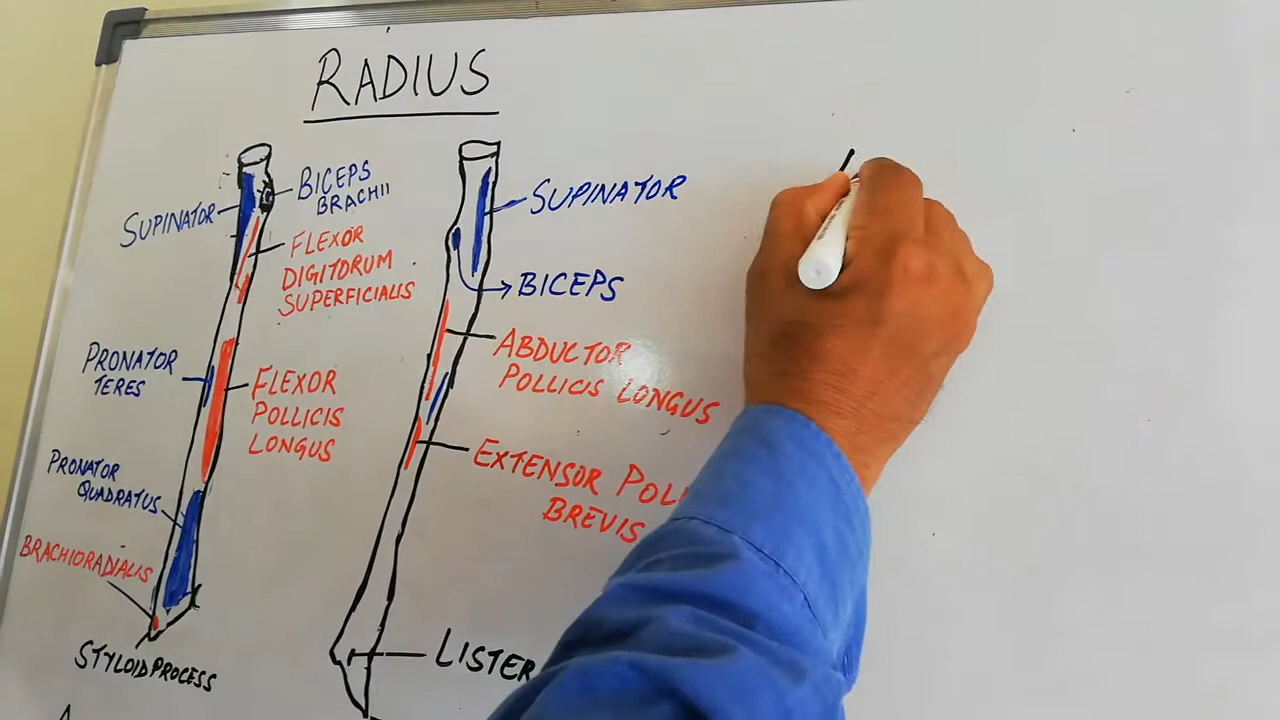 RADIUS
SUPINATOR
BICEPS
BRACHII
FLEXOR
DIGITORUM
SUPERFICIALIS
PRONATOR
TERES
FLEXOR
POLLICIS
LONGUS
PRONATOR
QUADRATUS
BRACHIORADIALIS
STYLOID PROCESS
SUPINATOR
BICEPS
ABDUCTOR
POLLICIS LONGUS
EXTENSOR POL
BREVIS
LISTER